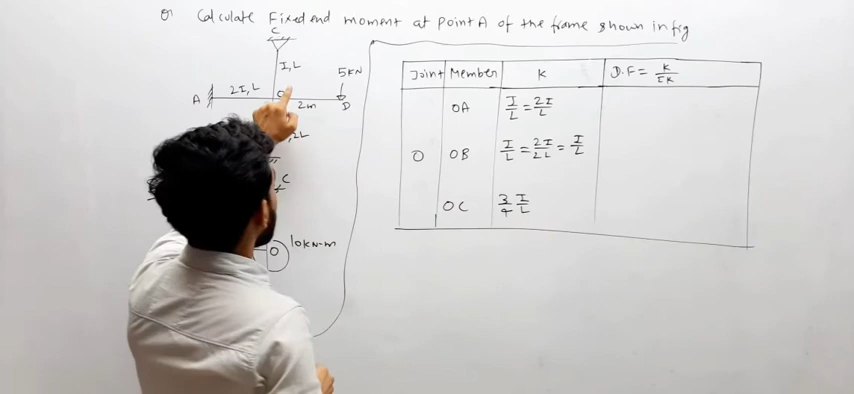 Or Calculate Fixed end moment at point A of the frame shown in fig
C
I, L
5KN
2I, L
A
O
2m
D
, 2L
C
10KN-m
O
Joint Member K D.F = K/ΣK
OA I/L = 2I/L
O OB I/L = 2I/2L = I/L
OC 3/4 I/L